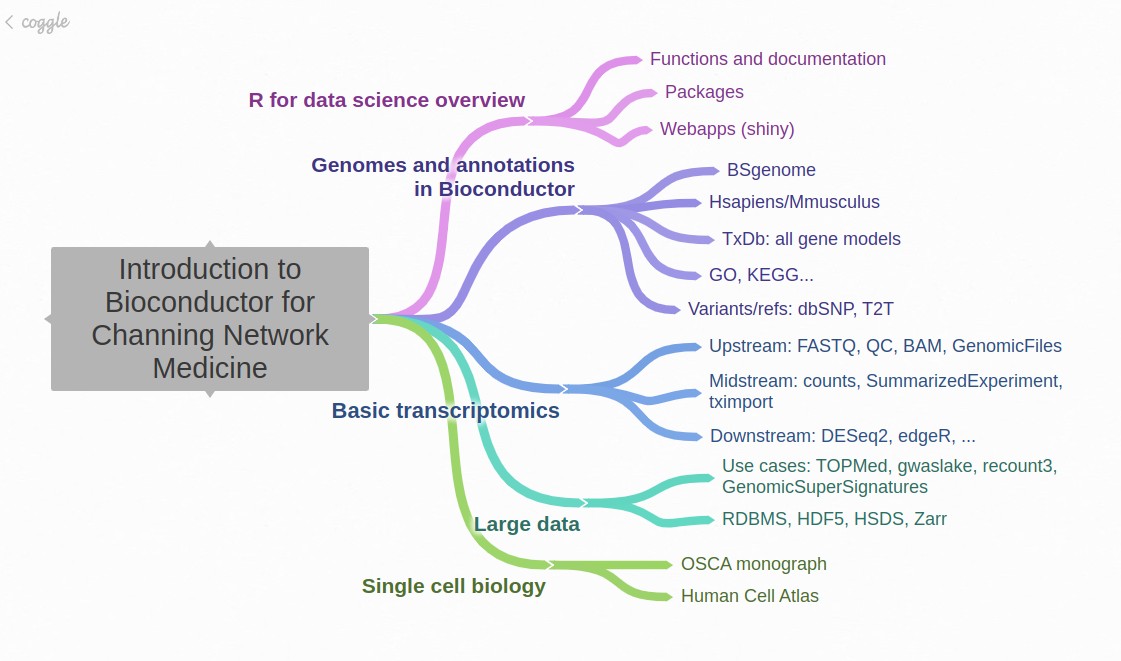 coggle
R for data science overview
Functions and documentation
Packages
Webapps (shiny)
Genomes and annotations
in Bioconductor
BSgenome
Hsapiens/Mmusculus
TxDb: all gene models
GO, KEGG...
Variants/refs: dbSNP, T2T
Introduction to
Bioconductor for
Channing Network
Medicine
Basic transcriptomics
Upstream: FASTQ, QC, BAM, GenomicFiles
Midstream: counts, SummarizedExperiment,
tximport
Downstream: DESeq2, edgeR, ...
Large data
Use cases: TOPMed, gwaslake, recount3,
GenomicSuperSignatures
RDBMS, HDF5, HSDS, Zarr
Single cell biology
OSCA monograph
Human Cell Atlas